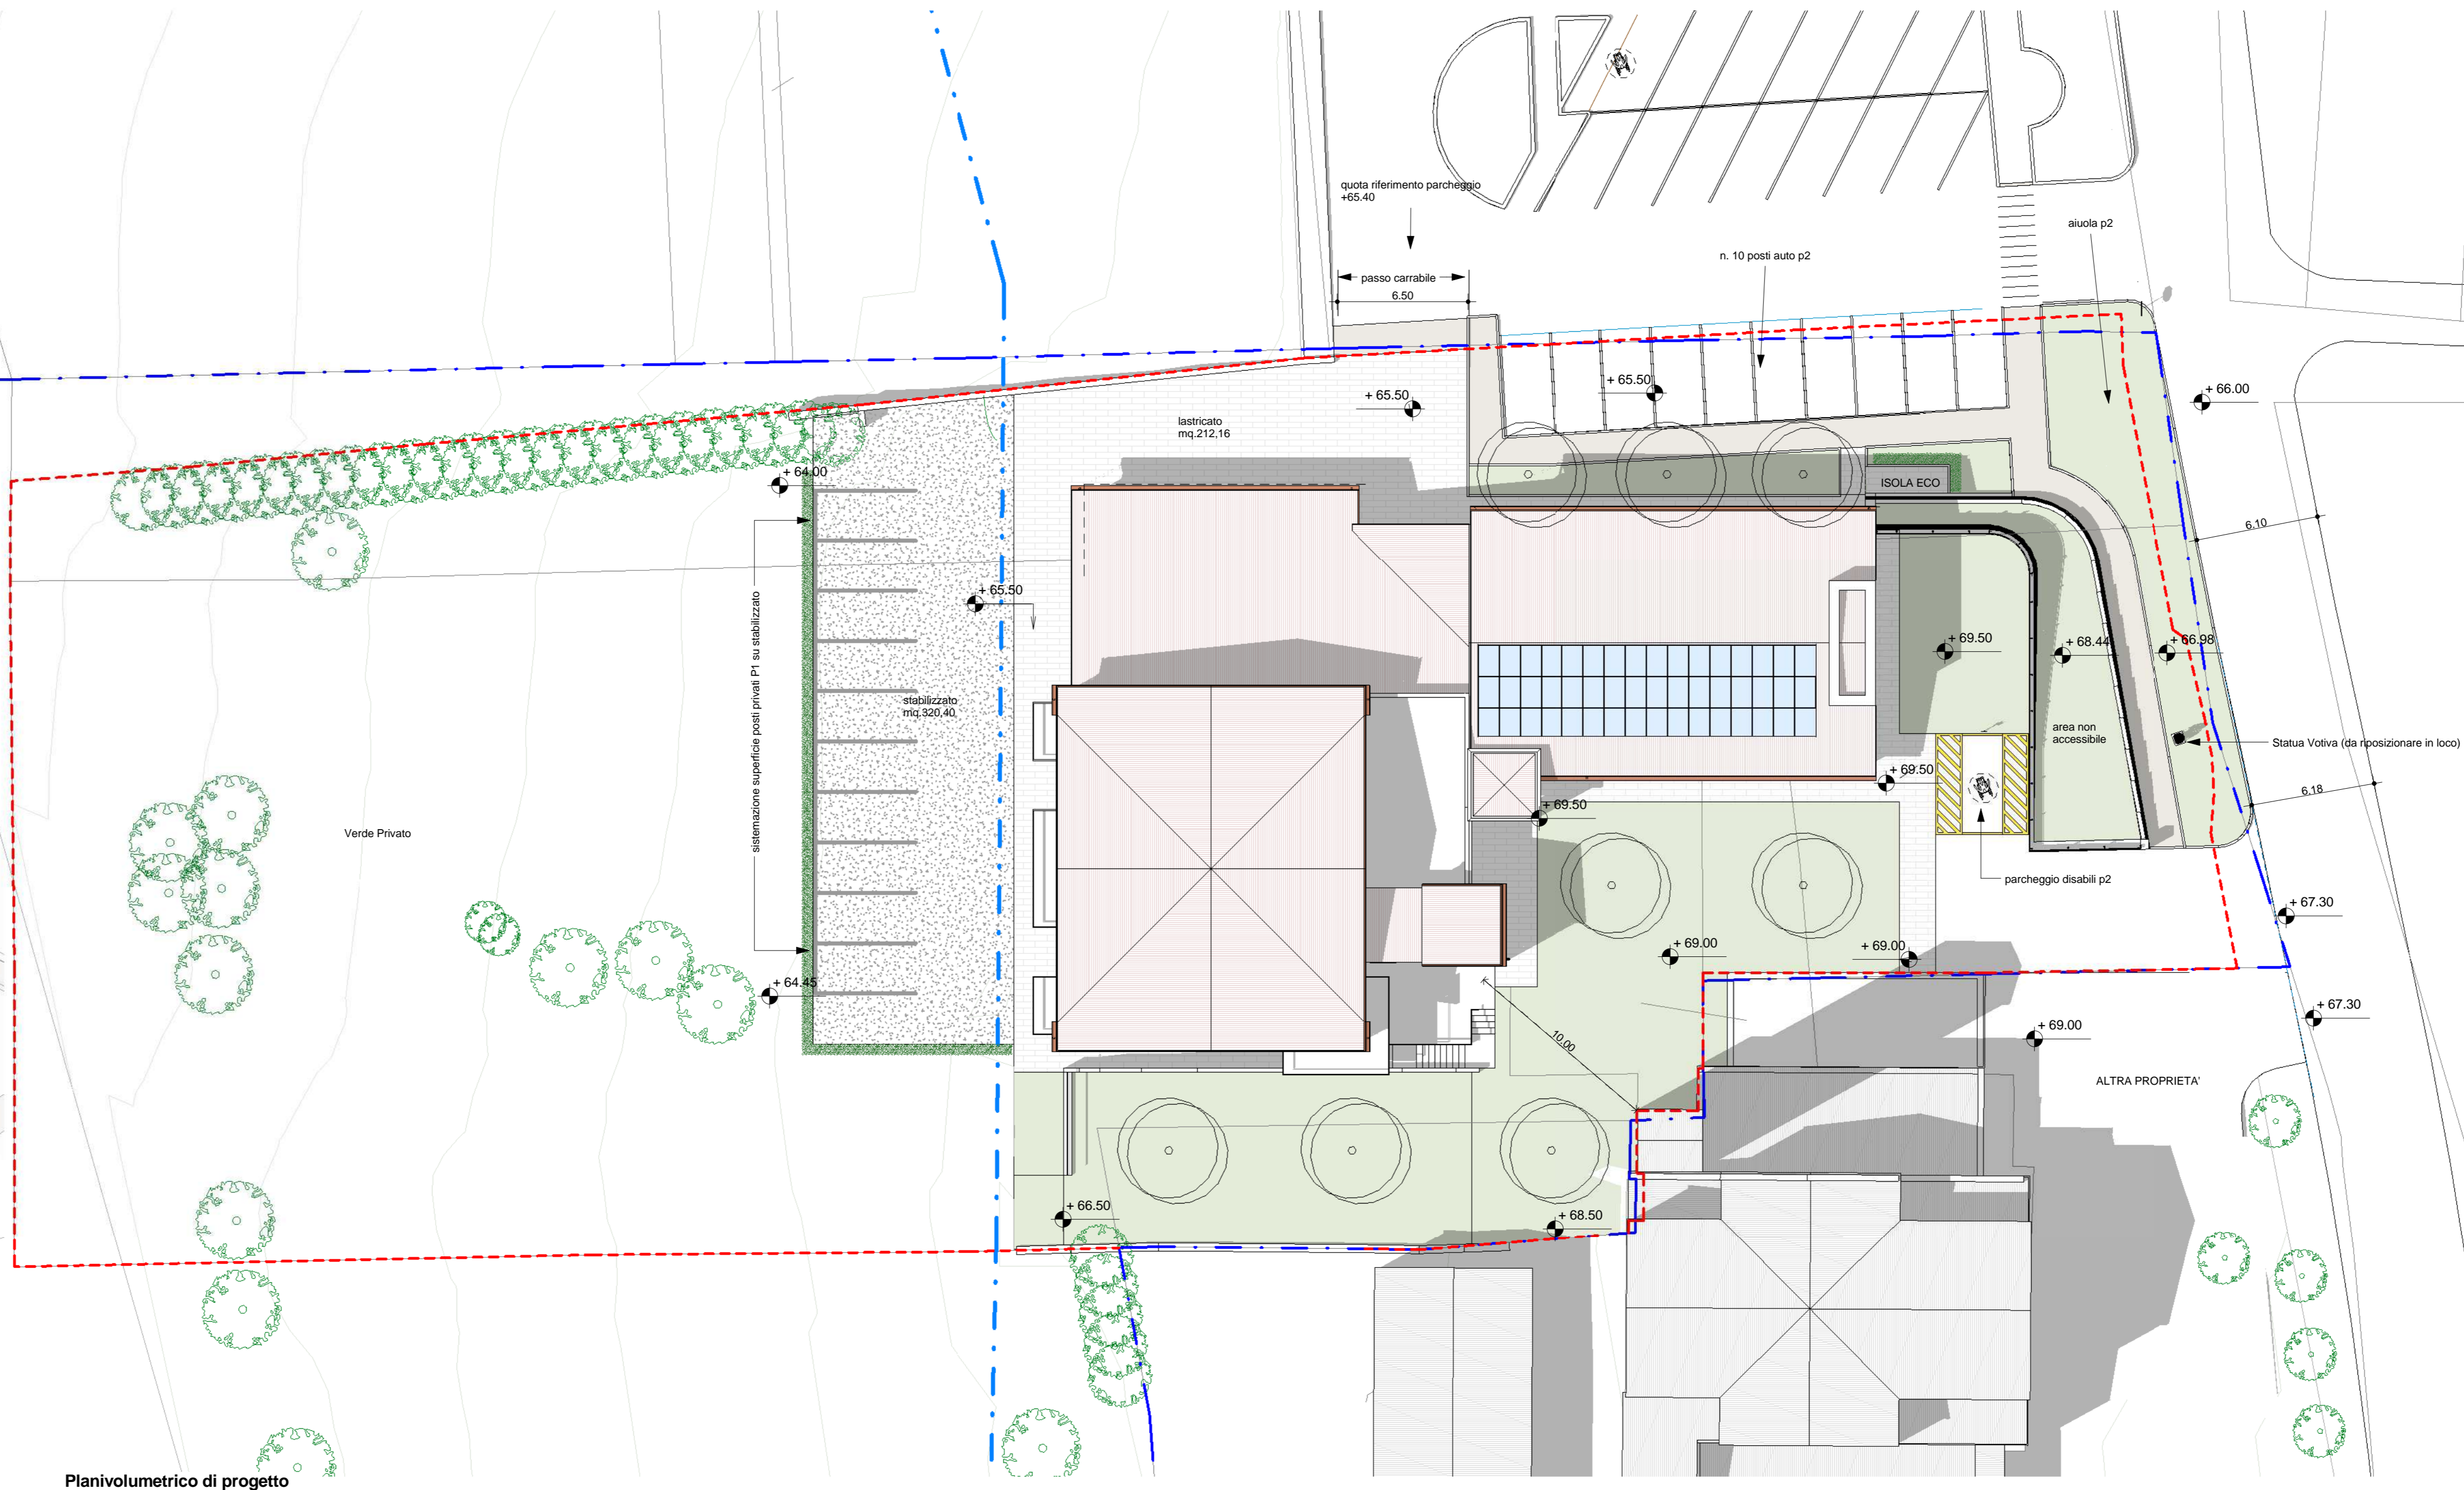 quota riferimento parcheggio
+65.40
aiuola p2
n. 10 posti auto p2
passo carrabile
6.50
+ 65.50
+ 65.50
+ 66.00
lastricato
mq.212,16
+ 64.00
ISOLA ECO
6.10
+ 65.50
sistemazione superficie posti privati P1 su stabilizzato
+ 69.50
+ 68.44
+ 66.98
stabilizzato
mq.320,40
area non
accessibile
Statua Votiva (da riposizionare in loco)
+ 69.50
+ 69.50
6.18
Verde Privato
parcheggio disabili p2
+ 67.30
+ 69.00
+ 69.00
+ 64.45
+ 67.30
+ 69.00
10.00
ALTRA PROPRIETA'
+ 66.50
+ 68.50
Planivolumetrico di progetto